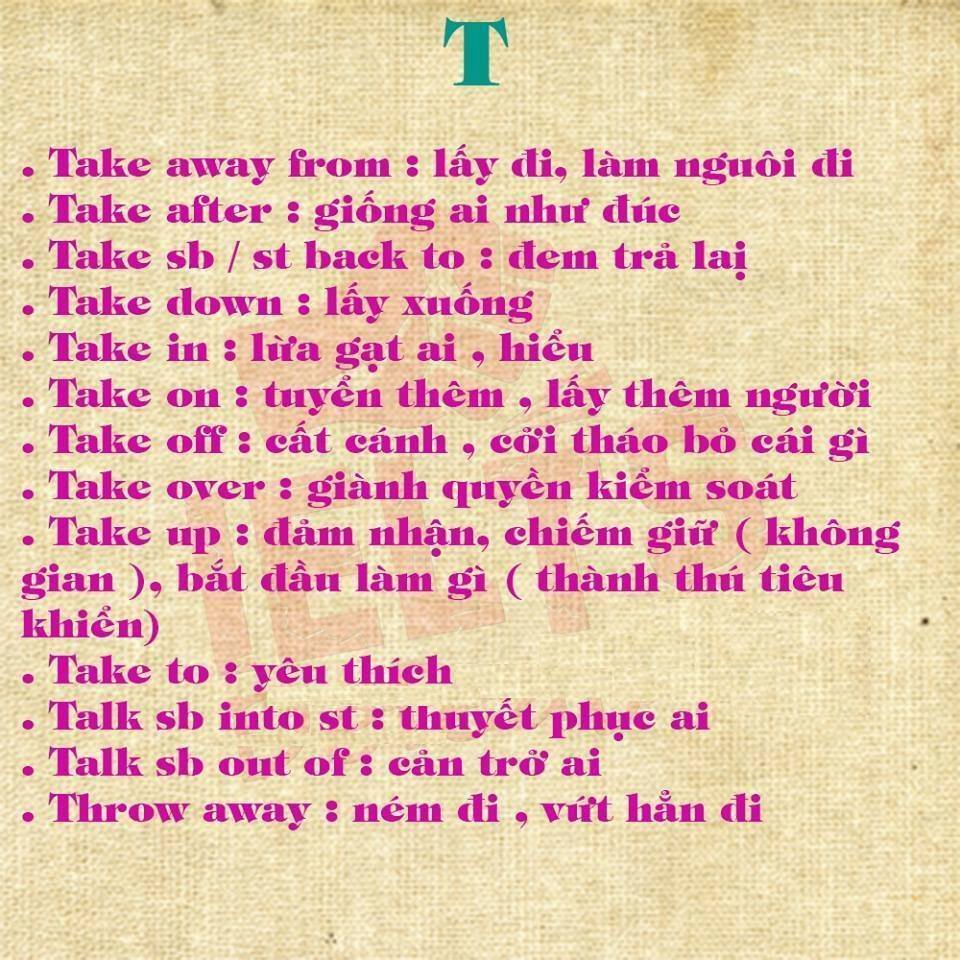 T
. Take away from : lấy đi, làm nguôi đi
. Take after : giống ai như đúc
. Take sb / st back to : đem trả laị
. Take down : lấy xuống
. Take in : lừa gạt ai , hiểu
. Take on : tuyển thêm , lấy thêm người
. Take off : cất cánh , cởi tháo bỏ cái gì
. Take over : giành quyền kiểm soát
. Take up : đảm nhận, chiếm giữ ( không
gian ), bắt đầu làm gì ( thành thú tiêu
khiển)
. Take to : yêu thích
. Talk sb into st : thuyết phục ai
. Talk sb out of : cản trở ai
. Throw away : ném đi , vứt hẳn đi
IELTS